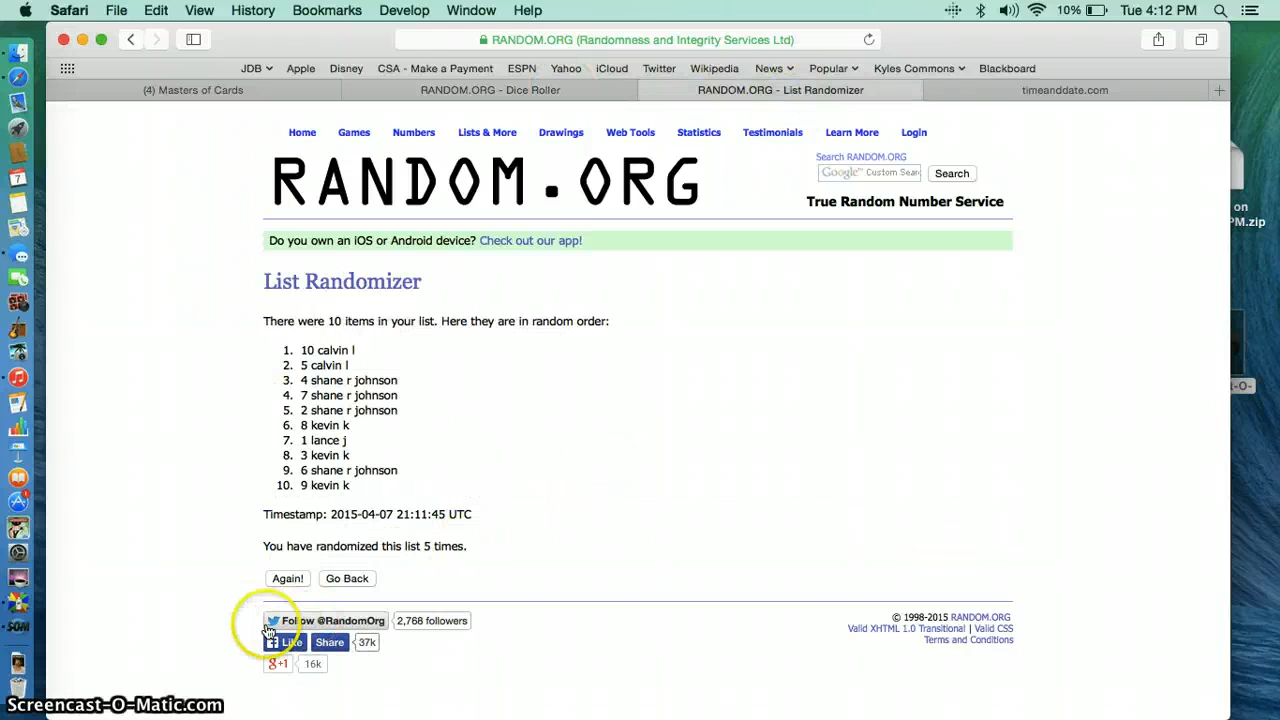 Safari File Edit View History Bookmarks Develop Window Help 10% Tue 4:12 PM
RANDOM.ORG (Randomness and Integrity Services Ltd)
JDB Apple Disney CSA - Make a Payment ESPN Yahoo iCloud Twitter Wikipedia News Popular Kyles Commons Blackboard
(4) Masters of Cards RANDOM.ORG - Dice Roller RANDOM.ORG - List Randomizer timeanddate.com
Home Games Numbers Lists & More Drawings Web Tools Statistics Testimonials Learn More Login
RANDOM.ORG
Search RANDOM.ORG
Google™ Custom Sear Search
True Random Number Service
on
PM.zip
Do you own an iOS or Android device? Check out our app!
List Randomizer
There were 10 items in your list. Here they are in random order:
1. 10 calvin l
2. 5 calvin l
3. 4 shane r johnson
4. 7 shane r johnson
5. 2 shane r johnson
6. 8 kevin k
7. 1 lance j
8. 3 kevin k
9. 6 shane r johnson
10. 9 kevin k
Timestamp: 2015-04-07 21:11:45 UTC
You have randomized this list 5 times.
Again! Go Back
Follow @RandomOrg 2,768 followers
Like Share 37k
g+1 16k
© 1998-2015 RANDOM.ORG
Valid XHTML 1.0 Transitional | Valid CSS
Terms and Conditions
Screencast-O-Matic.com